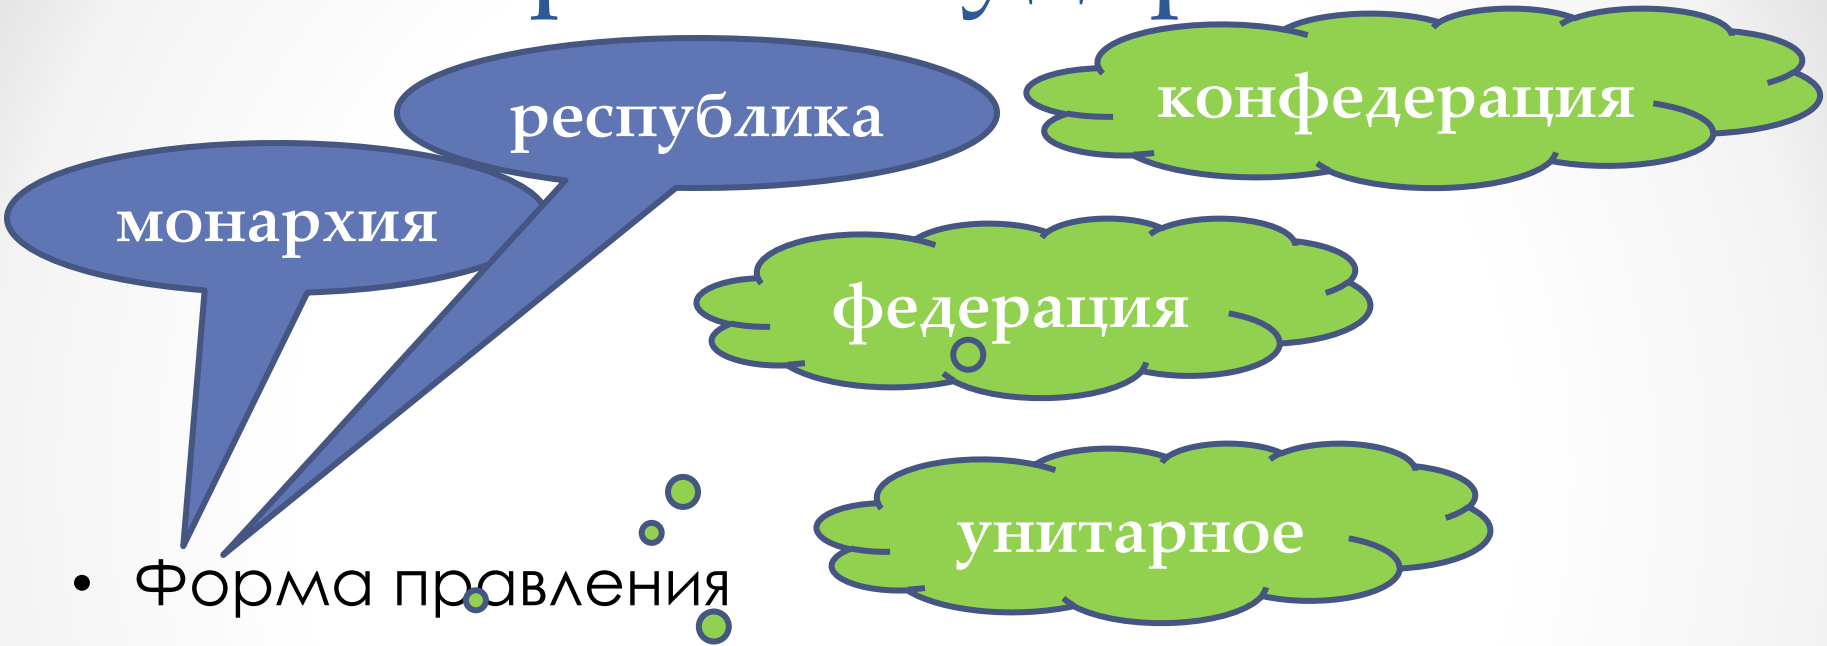 республика
конфедерация
монархия
федерация
унитарное
• Форма правления